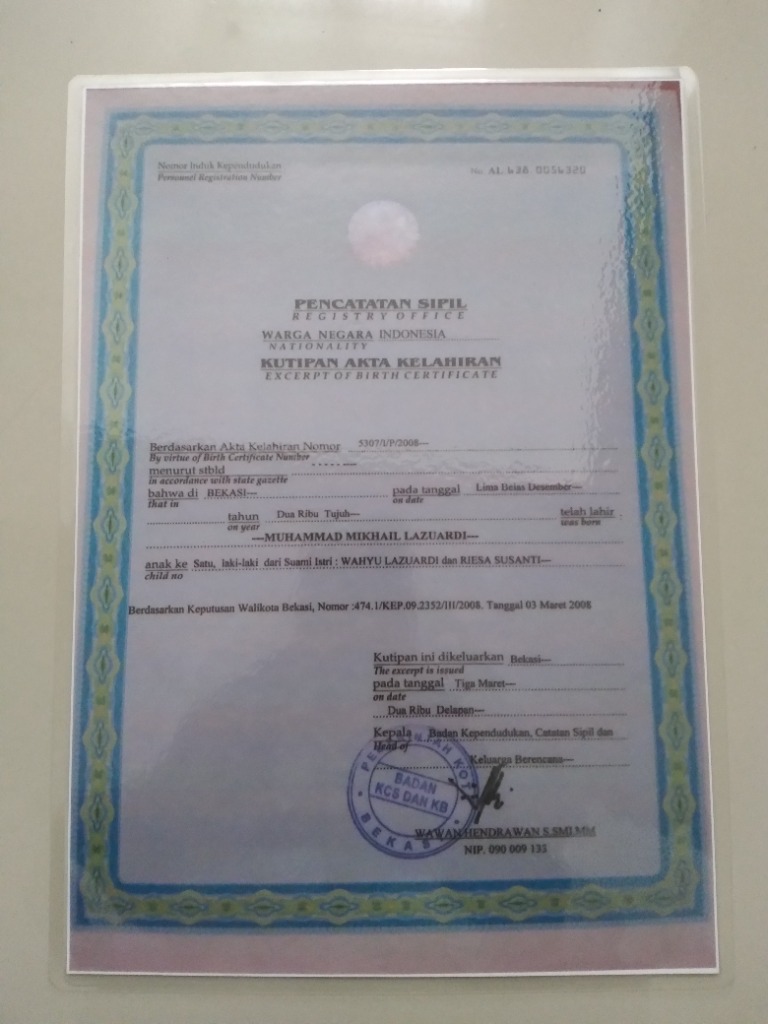 Nomor Induk Kependudukan
Personnel Registration Number
No. AL 628 0056320
PENCATATAN SIPIL
REGISTRY OFFICE
WARGA NEGARA INDONESIA
NATIONALITY
KUTIPAN AKTA KELAHIRAN
EXCERPT OF BIRTH CERTIFICATE
Berdasarkan Akta Kelahiran Nomor 5307/I/P/2008---
By virtue of Birth Certificate Number
menurut stbld
in accordance with state gazette
bahwa di BEKASI--- pada tanggal Lima Belas Desember---
that in on date
tahun Dua Ribu Tujuh--- telah lahir
on year was born
---MUHAMMAD MIKHAIL LAZUARDI---
anak ke Satu, laki-laki dari Suami Istri : WAHYU LAZUARDI dan RIESA SUSANTI---
child no
Berdasarkan Keputusan Walikota Bekasi, Nomor :474.1/KEP.09.2352/III/2008. Tanggal 03 Maret 2008
Kutipan ini dikeluarkan Bekasi---
The excerpt is issued
pada tanggal Tiga Maret---
on date
Dua Ribu Delapan---
Kepala Badan Kependudukan, Catatan Sipil dan
Head of
Keluarga Berencana---
BADAN
KCS DAN KB
BEKASI
WAWAN HENDRAWAN S.SMI.MM
NIP. 090 009 135